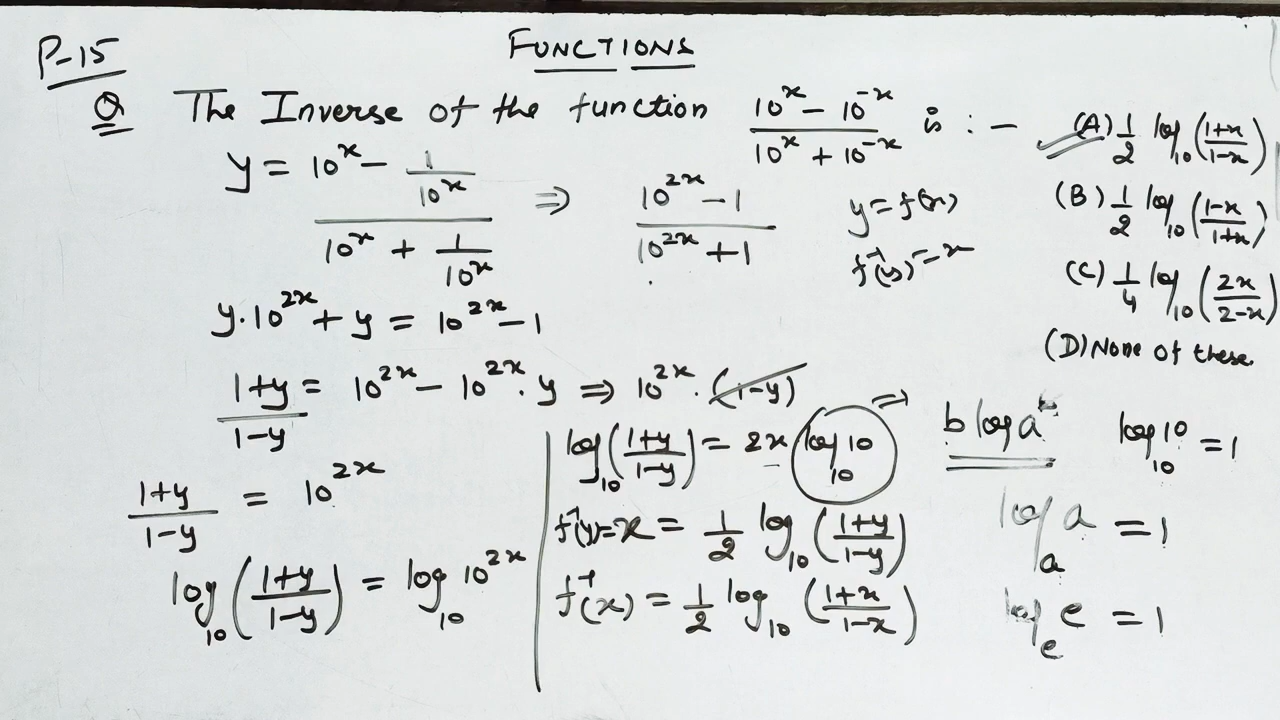 P-15
FUNCTIONS
Q The Inverse of the function (10^x - 10^-x)/(10^x + 10^-x) is : -
(A) 1/2 log_10 ((1+x)/(1-x))
(B) 1/2 log_10 ((1-x)/(1+x))
(C) 1/4 log_10 (2x/(2-x))
(D) None of these
y = (10^x - 1/10^x)/(10^x + 1/10^x) ⇒ (10^2x - 1)/(10^2x + 1)
y = f(x)
f^-1(y) = x
y.10^2x + y = 10^2x - 1
(1+y)/(1-y) = 10^2x - 10^2x . y ⇒ 10^2x . (1-y)
(1+y)/(1-y) = 10^2x
log_10 ((1+y)/(1-y)) = log_10 10^2x
log_10 ((1+y)/(1-y)) = 2x log_10 10 ⇒
f^-1(y) = x = 1/2 log_10 ((1+y)/(1-y))
f^-1(x) = 1/2 log_10 ((1+x)/(1-x))
b log a^b
log_10 10 = 1
log_a a = 1
log_e e = 1